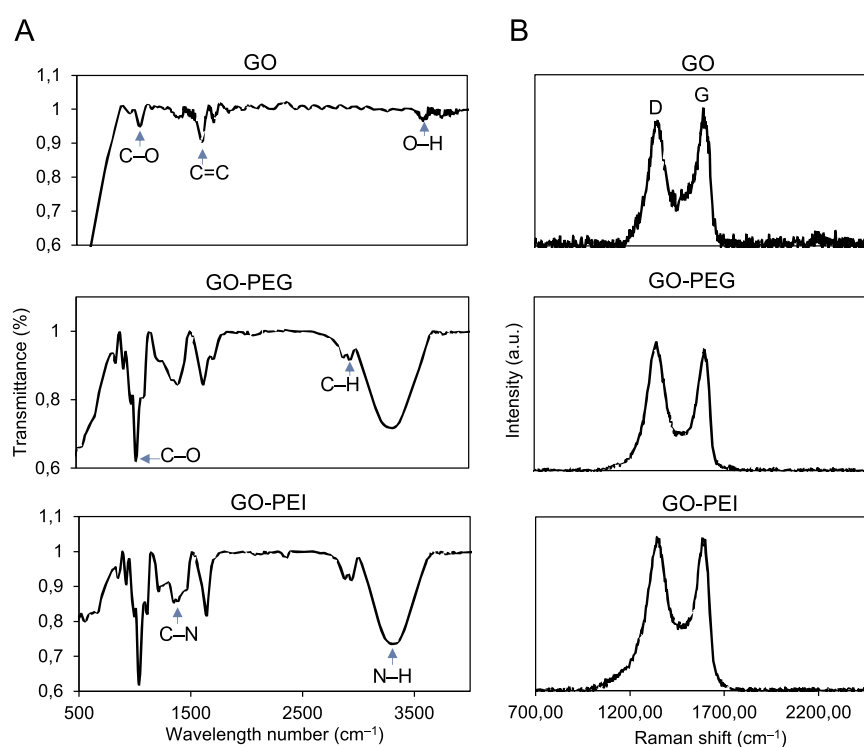 A
GO
1,1
1
0,9
0,8
0,7
0,6
C–O
C=C
O–H
GO-PEG
Transmittance (%)
1
0,8
0,6
C–H
C–O
GO-PEI
1,1
1
0,9
0,8
0,7
0,6
C–N
N–H
500
1500
2500
3500
Wavelength number (cm⁻¹)
B
GO
D
G
GO-PEG
Intensity (a.u.)
GO-PEI
700,00
1200,00
1700,00
2200,00
Raman shift (cm⁻¹)